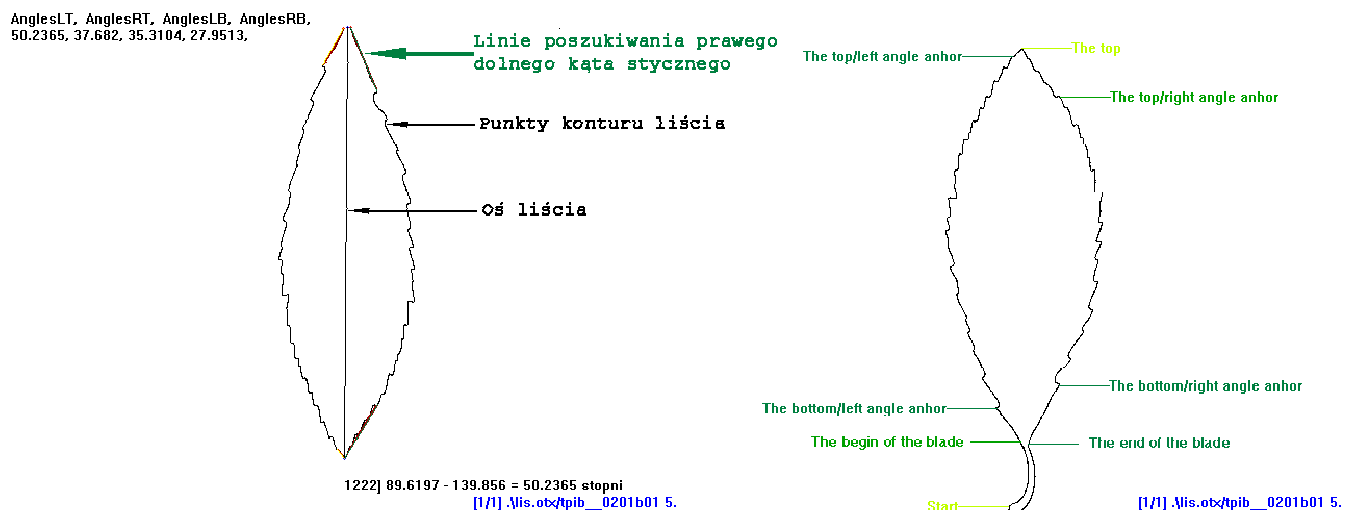 AnglesLT, AnglesRT, AnglesLB, AnglesRB,
50.2365, 37.682, 35.3104, 27.9513,
Linie poszukiwania prawego
dolnego kąta stycznego
Punkty konturu liścia
Oś liścia
1222] 89.6197 - 139.856 = 50.2365 stopni
[1/1] .\lis.otx/tpib__0201b01 5.
The top
The top/left angle anhor
The top/right angle anhor
The bottom/right angle anhor
The bottom/left angle anhor
The begin of the blade
The end of the blade
Start
[1/1] .\lis.otx/tpib__0201b01 5.